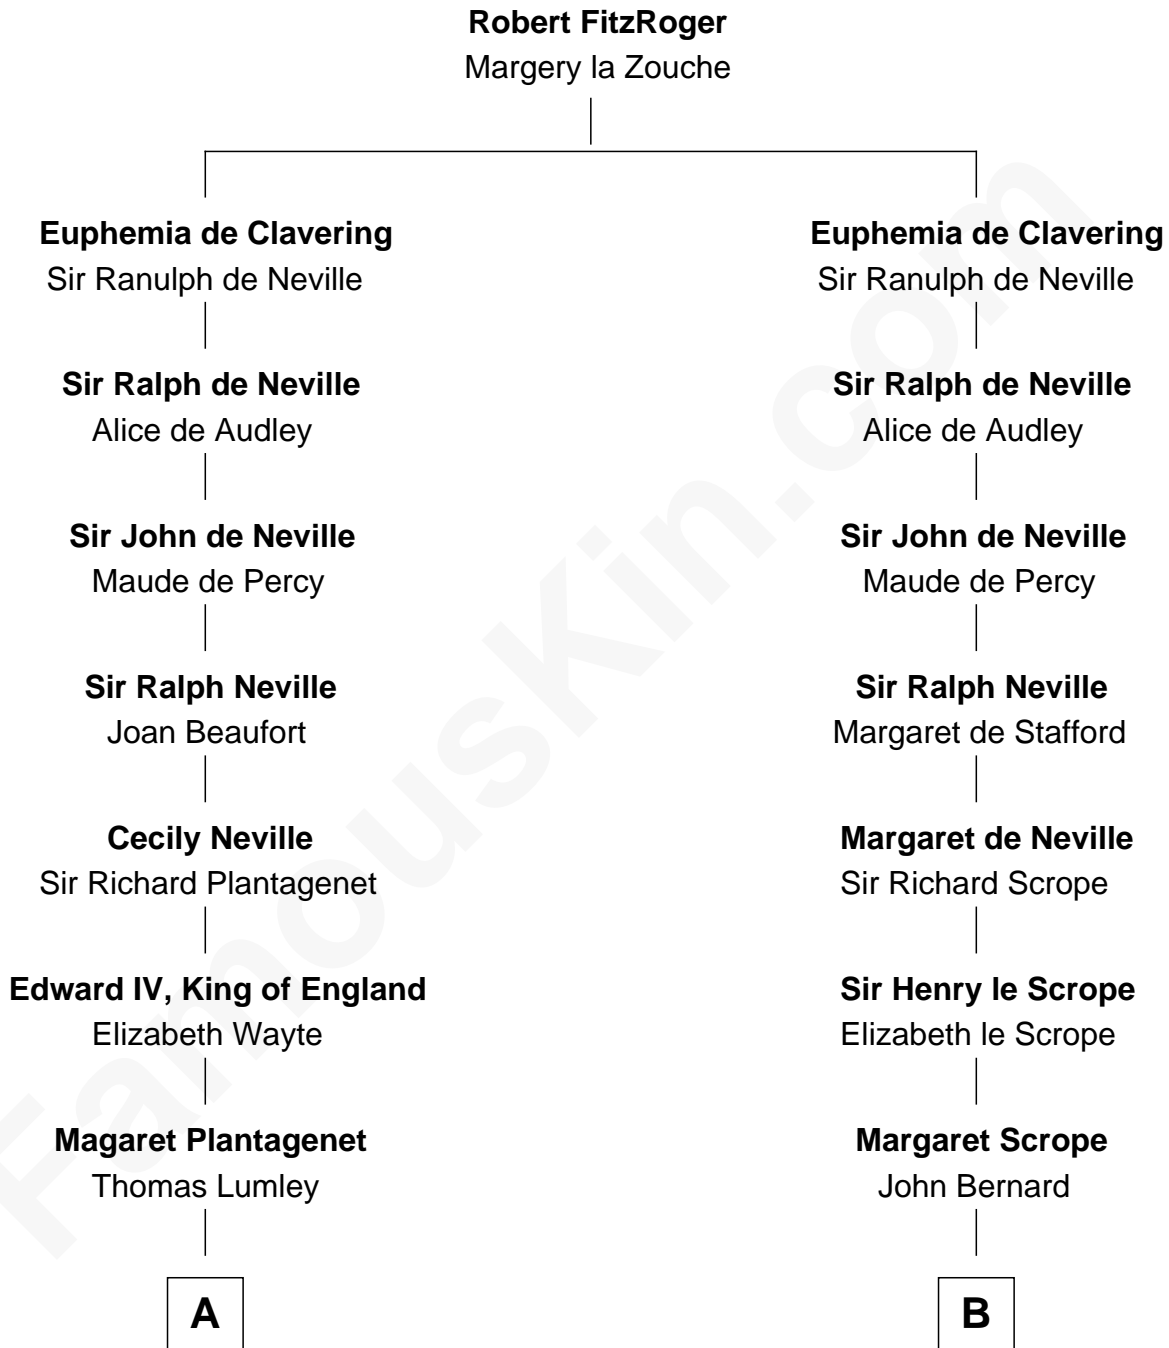 Robert FitzRoger
Margery la Zouche
Euphemia de Clavering
Sir Ranulph de Neville
Euphemia de Clavering
Sir Ranulph de Neville
Sir Ralph de Neville
Alice de Audley
Sir Ralph de Neville
Alice de Audley
Sir John de Neville
Maude de Percy
Sir John de Neville
Maude de Percy
Sir Ralph Neville
Joan Beaufort
Sir Ralph Neville
Margaret de Stafford
Cecily Neville
Sir Richard Plantagenet
Margaret de Neville
Sir Richard Scrope
Edward IV, King of England
Elizabeth Wayte
Sir Henry le Scrope
Elizabeth le Scrope
Magaret Plantagenet
Thomas Lumley
Margaret Scrope
John Bernard
A
B
FamousKin.com